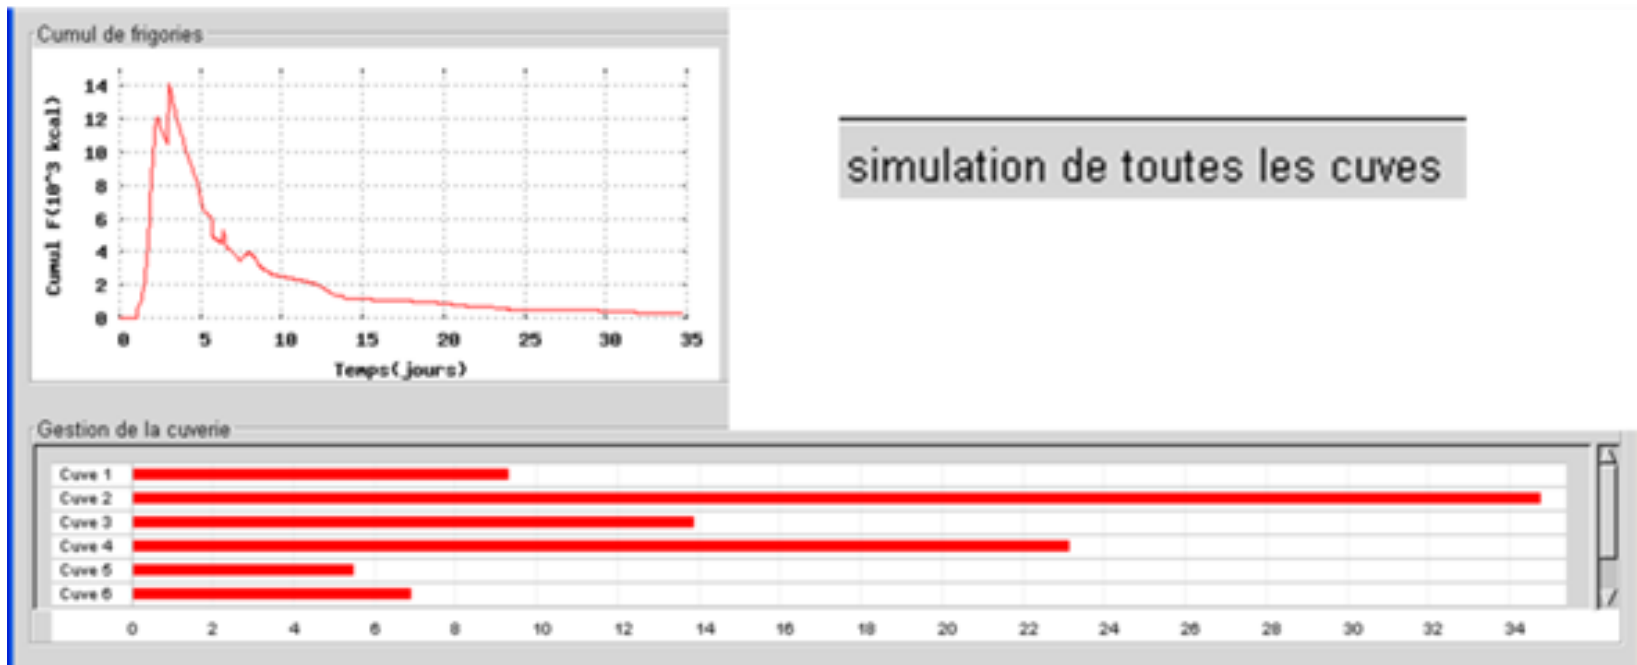 Cumul de frigories
14
12
10
8
6
4
2
0
Cumul F(10^3 kcal)
0 5 10 15 20 25 30 35
Temps(jours)
simulation de toutes les cuves
Gestion de la cuverie
Cuve 1
Cuve 2
Cuve 3
Cuve 4
Cuve 5
Cuve 6
0 2 4 6 8 10 12 14 16 18 20 22 24 26 28 30 32 34